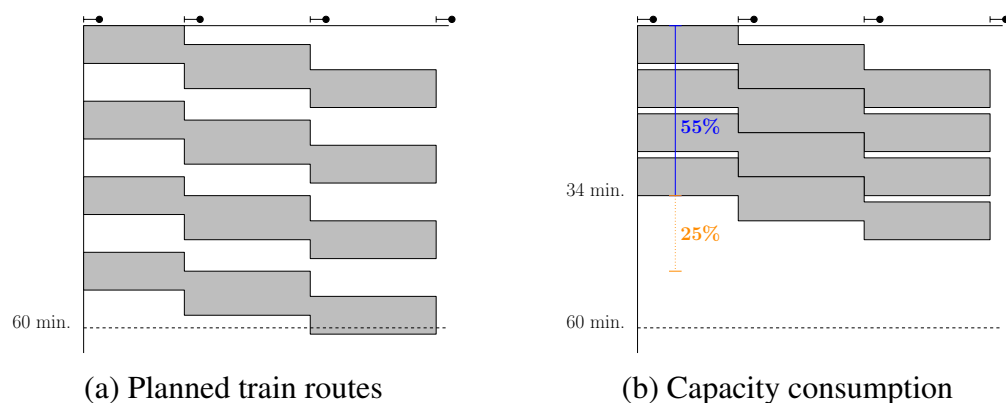 55%
34 min.
25%
60 min.
60 min.
(a) Planned train routes
(b) Capacity consumption